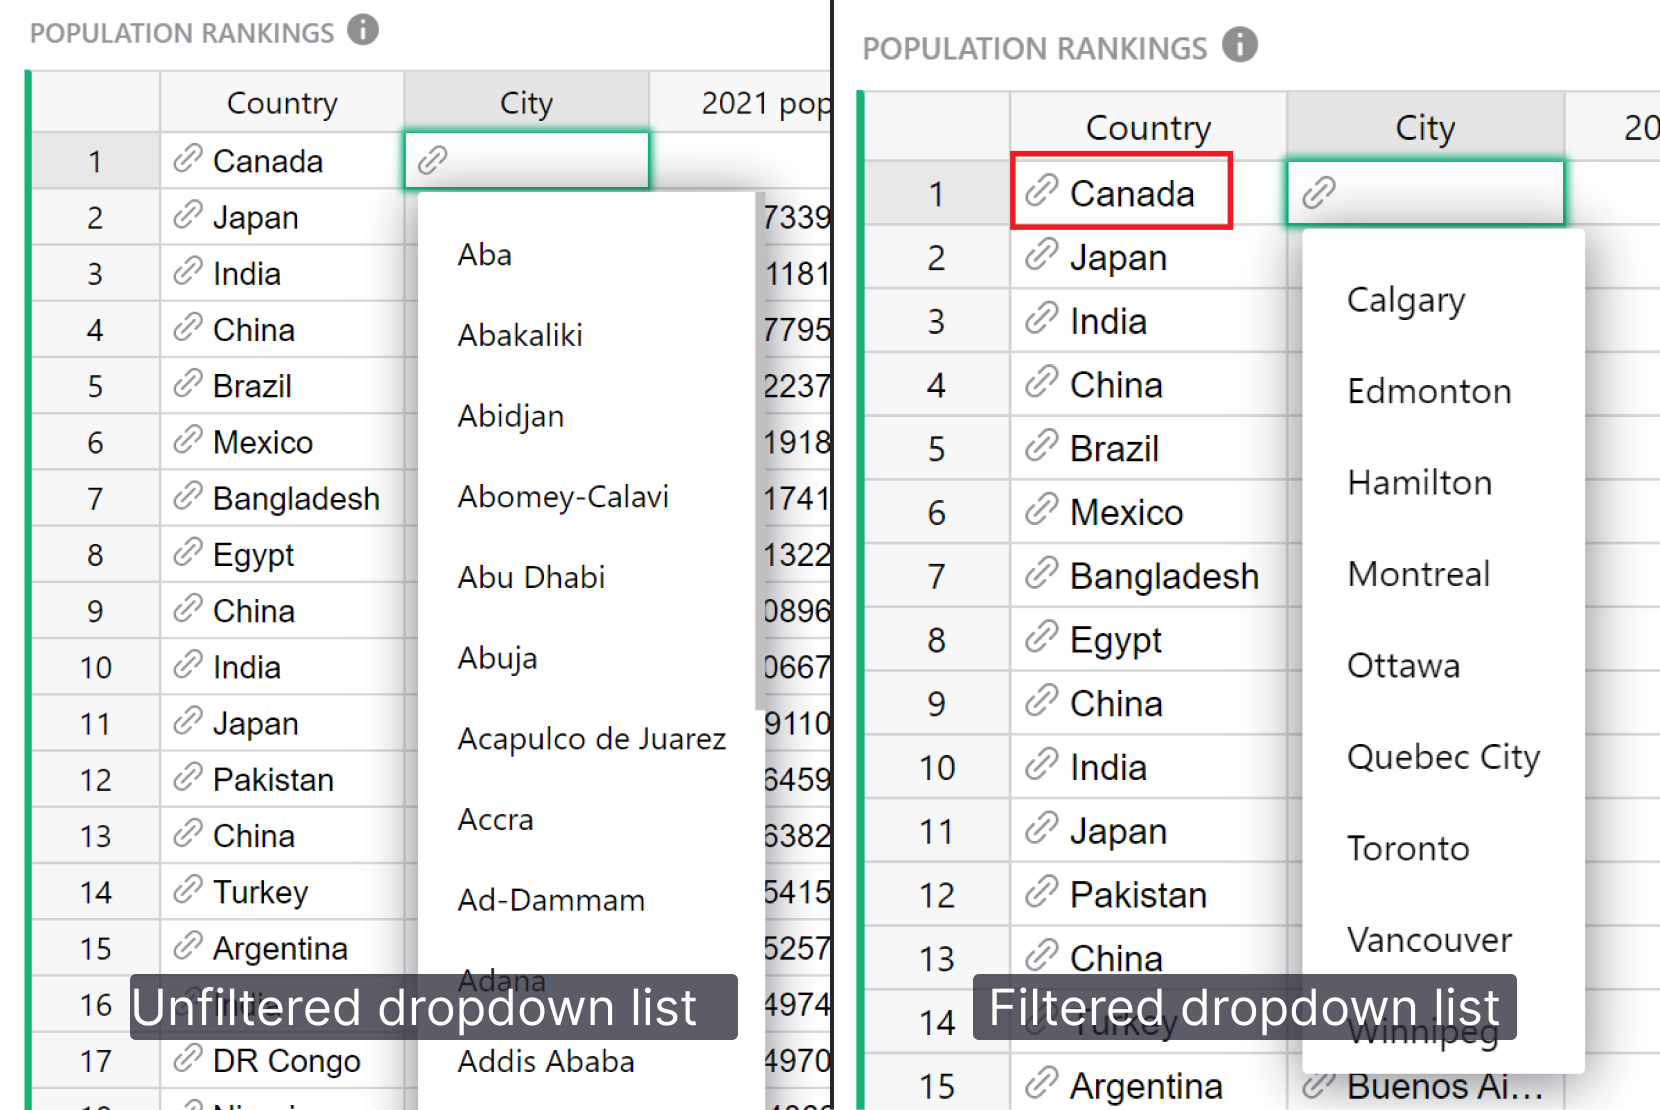 POPULATION RANKINGS
Country City 2021 pop
1 Canada
2 Japan 7339
3 India 1181
4 China 7795
5 Brazil 2237
6 Mexico 1918
7 Bangladesh 1741
8 Egypt 1322
9 China 0896
10 India 0667
11 Japan 9110
12 Pakistan 6459
13 China 6382
14 Turkey 5415
15 Argentina 5257
16 India 4974
17 DR Congo 4970
Aba
Abakaliki
Abidjan
Abomey-Calavi
Abu Dhabi
Abuja
Acapulco de Juarez
Accra
Ad-Dammam
Adana
Addis Ababa
Unfiltered dropdown list
POPULATION RANKINGS
Country City 20
1 Canada
2 Japan
3 India
4 China
5 Brazil
6 Mexico
7 Bangladesh
8 Egypt
9 China
10 India
11 Japan
12 Pakistan
13 China
14 Turkey
15 Argentina Buenos Ai...
Calgary
Edmonton
Hamilton
Montreal
Ottawa
Quebec City
Toronto
Vancouver
Winnipeg
Filtered dropdown list